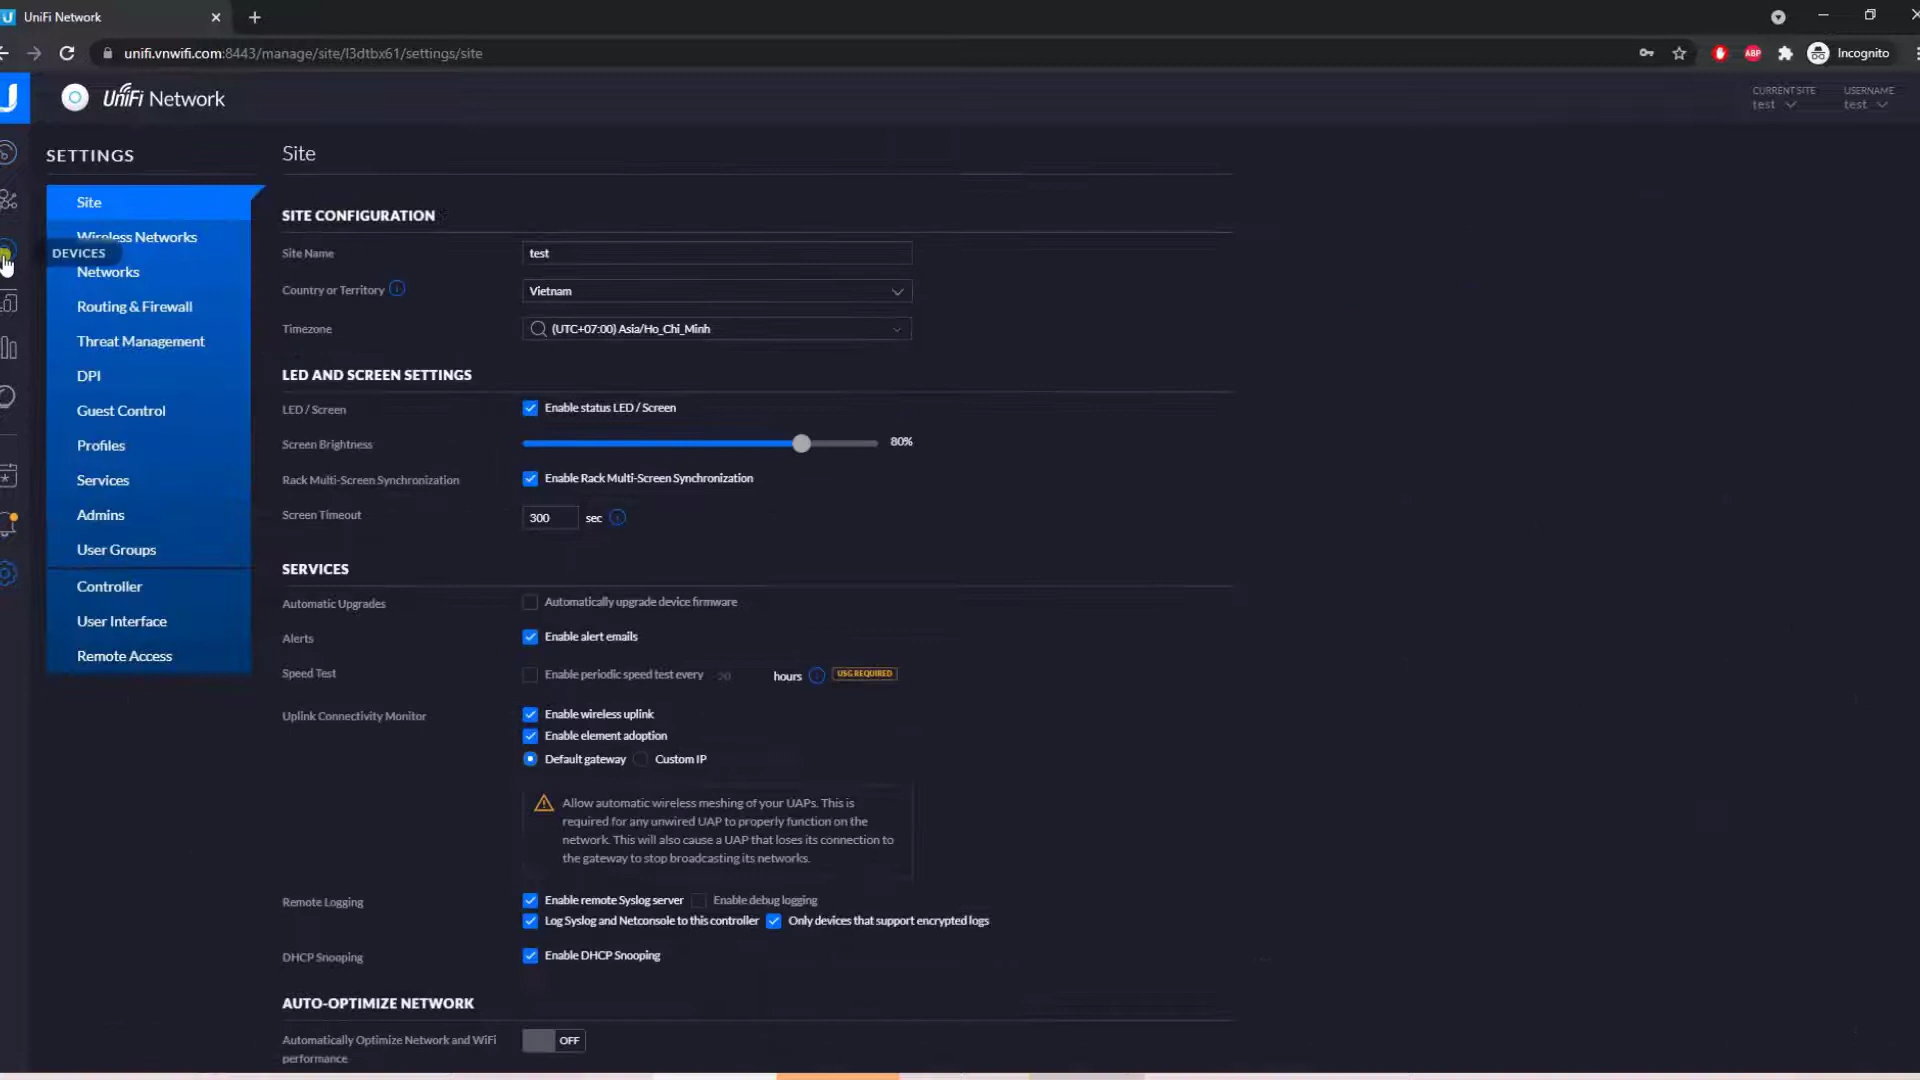 UniFi Network
unifi.vnwifi.com:8443/manage/site/l3dtbx61/settings/site
ABP
Incognito
UniFi Network
CURRENT SITE
test
USERNAME
test
SETTINGS
Site
Wireless Networks
DEVICES
Networks
Routing & Firewall
Threat Management
DPI
Guest Control
Profiles
Services
Admins
User Groups
Controller
User Interface
Remote Access
Site
SITE CONFIGURATION
Site Name
test
Country or Territory
Vietnam
Timezone
(UTC+07:00) Asia/Ho_Chi_Minh
LED AND SCREEN SETTINGS
LED / Screen
Enable status LED / Screen
Screen Brightness
80%
Rack Multi-Screen Synchronization
Enable Rack Multi-Screen Synchronization
Screen Timeout
300 sec
SERVICES
Automatic Upgrades
Automatically upgrade device firmware
Alerts
Enable alert emails
Speed Test
Enable periodic speed test every 20 hours USG REQUIRED
Uplink Connectivity Monitor
Enable wireless uplink
Enable element adoption
Default gateway Custom IP
Allow automatic wireless meshing of your UAPs. This is
required for any unwired UAP to properly function on the
network. This will also cause a UAP that loses its connection to
the gateway to stop broadcasting its networks.
Remote Logging
Enable remote Syslog server Enable debug logging
Log Syslog and Netconsole to this controller Only devices that support encrypted logs
DHCP Snooping
Enable DHCP Snooping
AUTO-OPTIMIZE NETWORK
Automatically Optimize Network and WiFi
performance
OFF